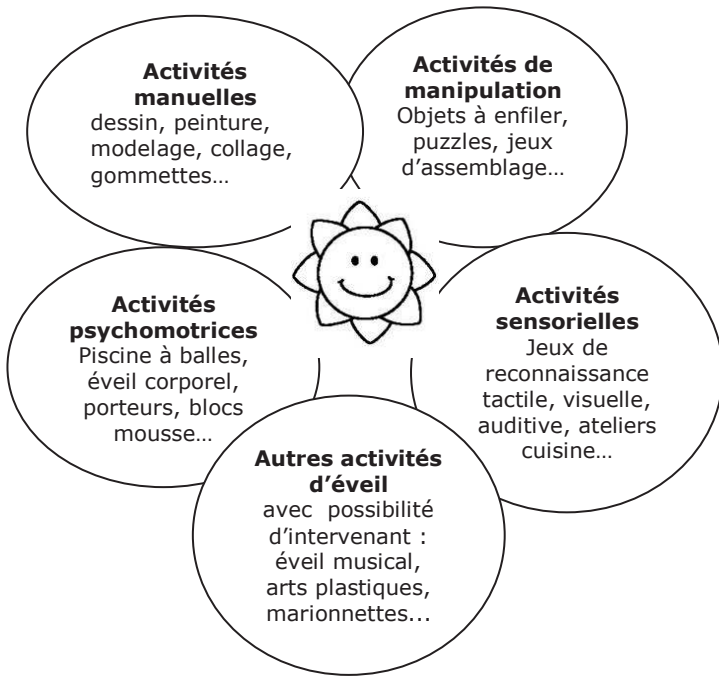 Activités
manuelles
dessin, peinture,
modelage, collage,
gommettes…
Activités de
manipulation
Objets à enfiler,
puzzles, jeux
d’assemblage…
Activités
psychomotrices
Piscine à balles,
éveil corporel,
porteurs, blocs
mousse…
Activités
sensorielles
Jeux de
reconnaissance
tactile, visuelle,
auditive, ateliers
cuisine…
Autres activités
d’éveil
avec possibilité
d’intervenant :
éveil musical,
arts plastiques,
marionnettes...